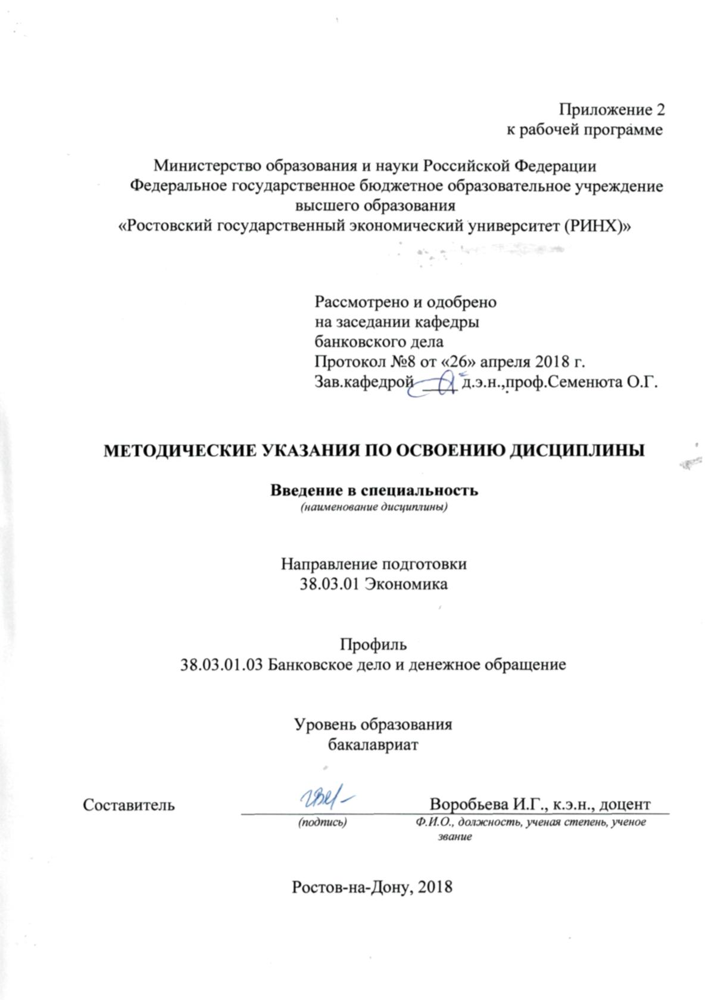 Приложение 2
к рабочей программе
Министерство образования и науки Российской Федерации
Федеральное государственное бюджетное образовательное учреждение
высшего образования
«Ростовский государственный экономический университет (РИНХ)»
Рассмотрено и одобрено
на заседании кафедры
банковского дела
Протокол №8 от «26» апреля 2018 г.
Зав.кафедрой ____ д.э.н.,проф.Семенюта О.Г.
МЕТОДИЧЕСКИЕ УКАЗАНИЯ ПО ОСВОЕНИЮ ДИСЦИПЛИНЫ
Введение в специальность
(наименование дисциплины)
Направление подготовки
38.03.01 Экономика
Профиль
38.03.01.03 Банковское дело и денежное обращение
Уровень образования
бакалавриат
Составитель Воробьева И.Г., к.э.н., доцент
(подпись) Ф.И.О., должность, ученая степень, ученое
звание
Ростов-на-Дону, 2018